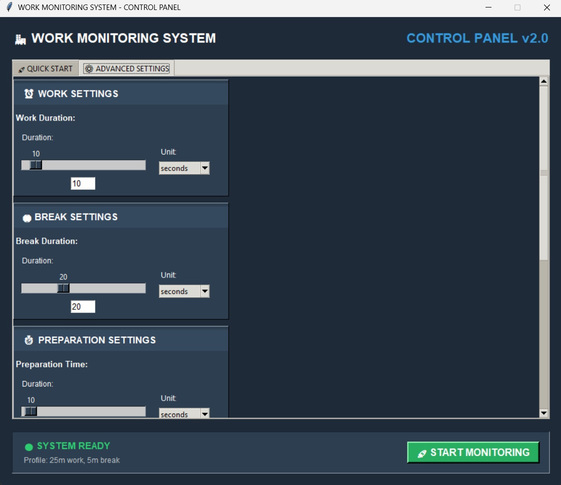 WORK MONITORING SYSTEM - CONTROL PANEL
WORK MONITORING SYSTEM
CONTROL PANEL v2.0
QUICK START
ADVANCED SETTINGS
WORK SETTINGS
Work Duration:
Duration:
Unit:
10
seconds
10
BREAK SETTINGS
Break Duration:
Duration:
Unit:
20
seconds
20
PREPARATION SETTINGS
Preparation Time:
Duration:
Unit:
10
seconds
SYSTEM READY
Profile: 25m work, 5m break
START MONITORING